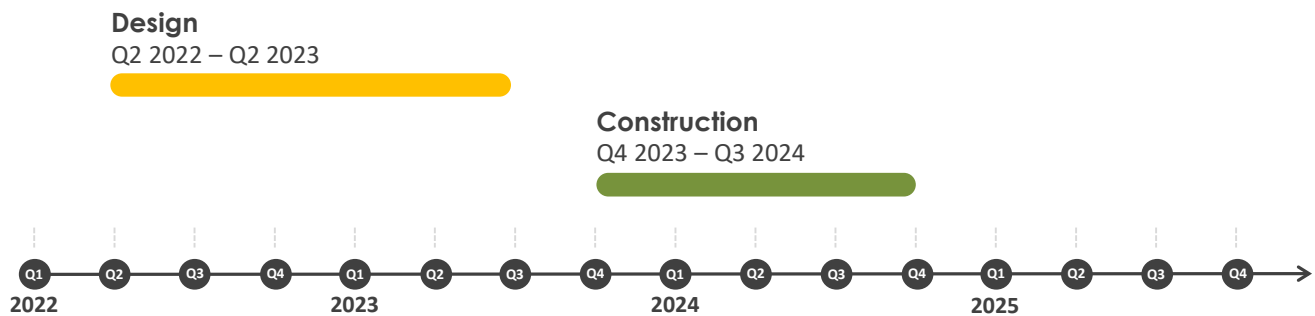 Design
Q2 2022 – Q2 2023
Construction
Q4 2023 – Q3 2024
Q1 Q2 Q3 Q4 Q1 Q2 Q3 Q4 Q1 Q2 Q3 Q4 Q1 Q2 Q3 Q4
2022 2023 2024 2025